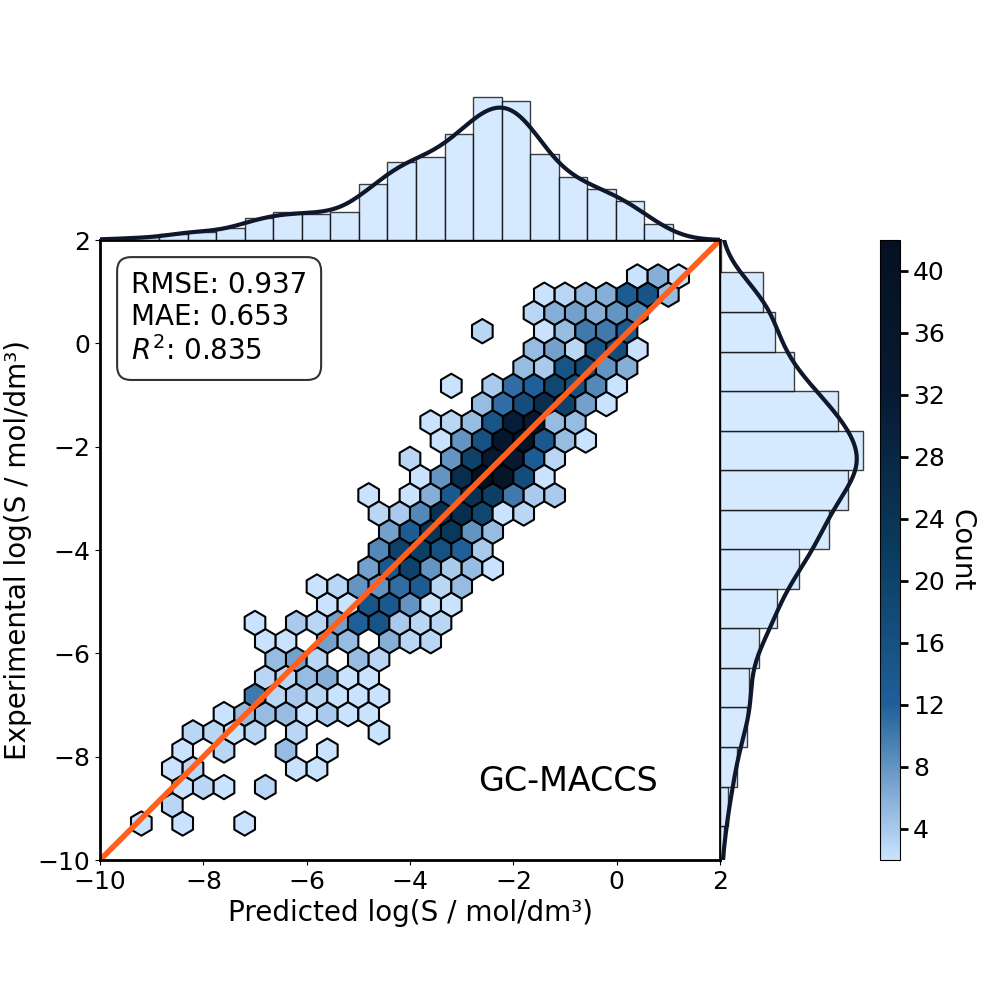 RMSE: 0.937
MAE: 0.653
R²: 0.835
GC-MACCS
Experimental log(S / mol/dm³)
2
0
−2
−4
−6
−8
−10
−10 −8 −6 −4 −2 0 2
Predicted log(S / mol/dm³)
40
36
32
28
24
20
16
12
8
4
Count